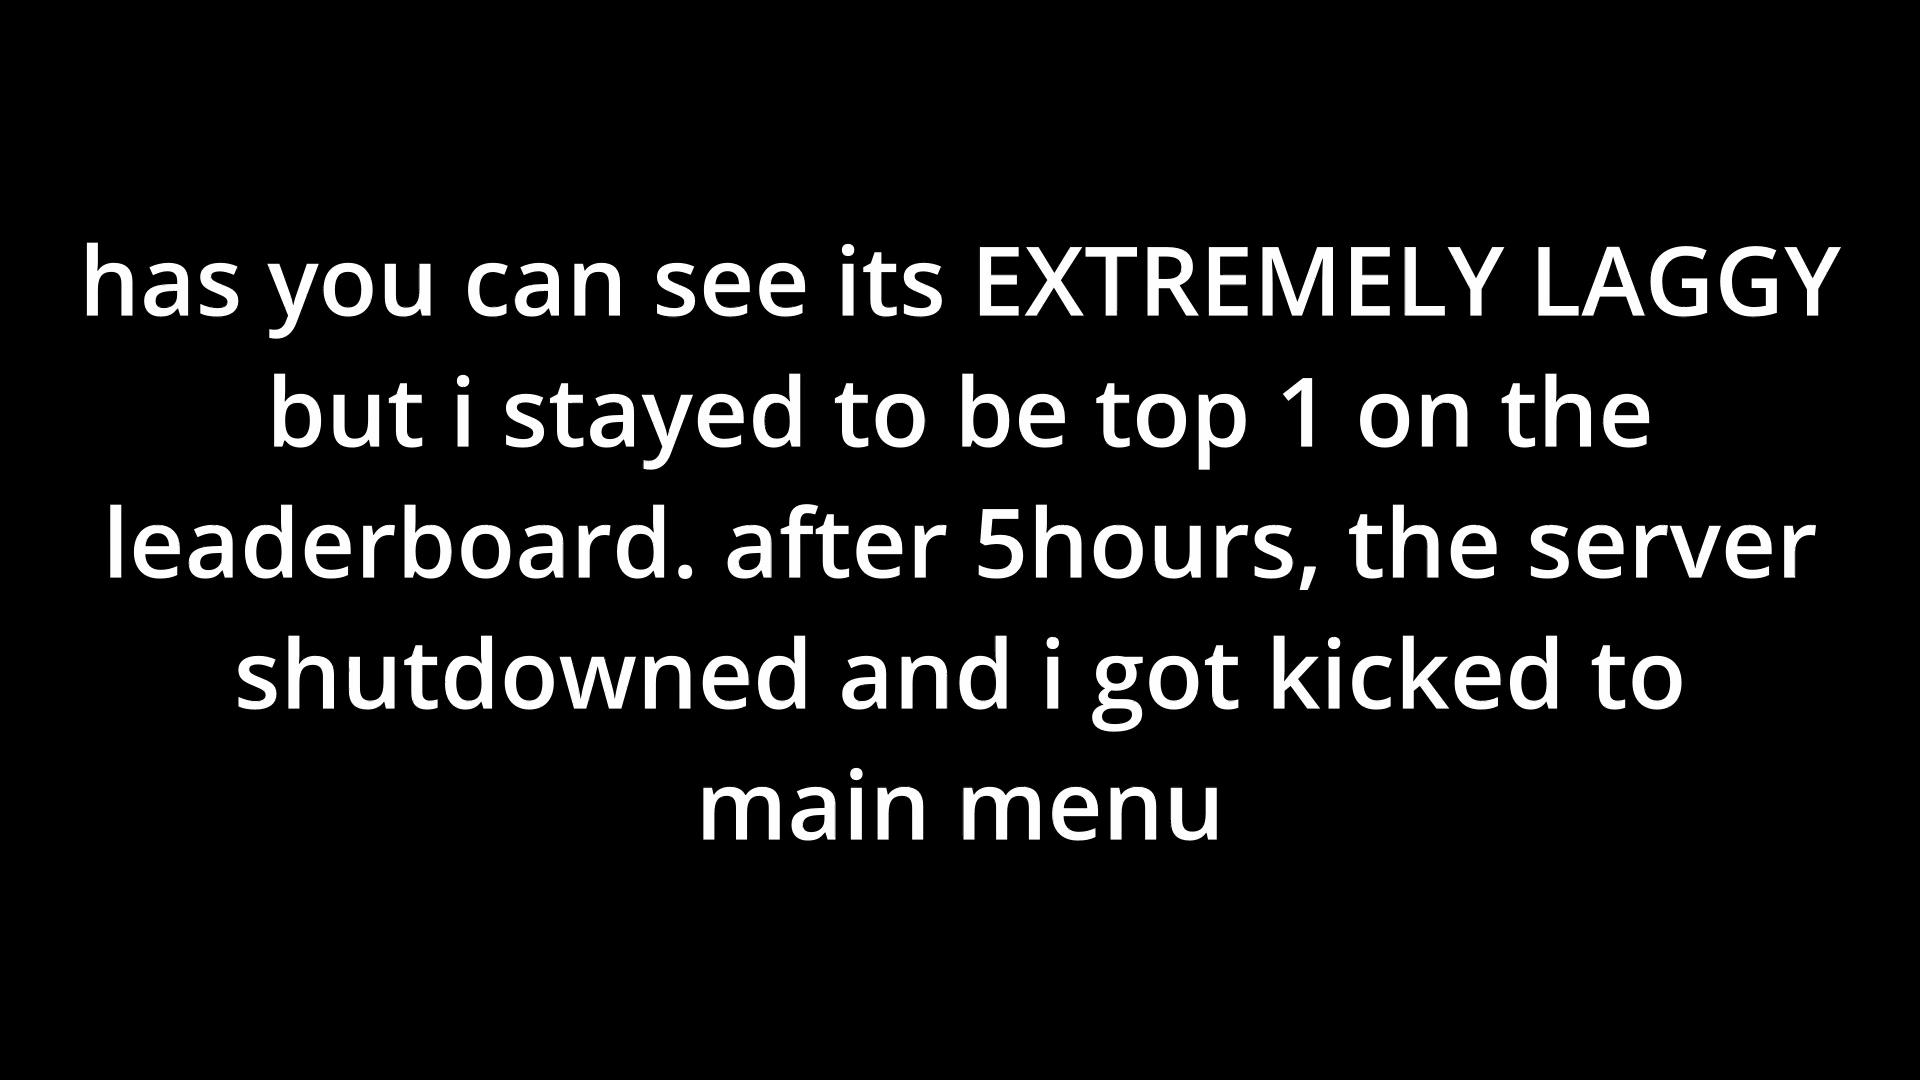 has you can see its EXTREMELY LAGGY
but i stayed to be top 1 on the
leaderboard. after 5hours, the server
shutdowned and i got kicked to
main menu